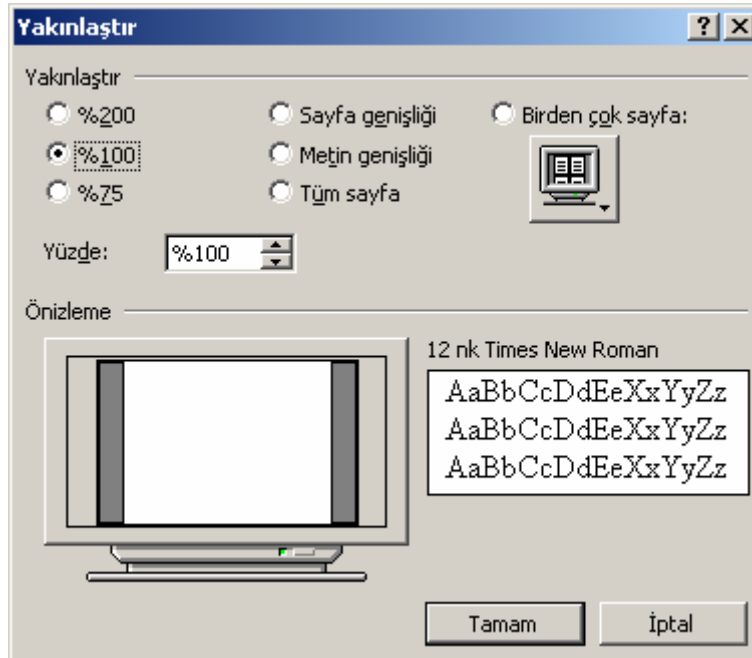 Yakınlaştır
Yakınlaştır
%200 Sayfa genişliği Birden çok sayfa:
%100 Metin genişliği
%75 Tüm sayfa
Yüzde: %100
Önizleme
12 nk Times New Roman
AaBbCcDdEeXxYyZz
AaBbCcDdEeXxYyZz
AaBbCcDdEeXxYyZz
Tamam İptal